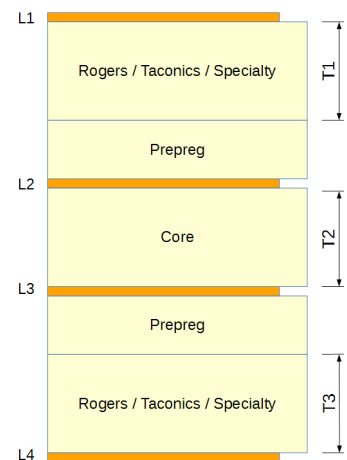 L1
Rogers / Taconics / Specialty
T1
Prepreg
L2
Core
T2
L3
Prepreg
Rogers / Taconics / Specialty
T3
L4